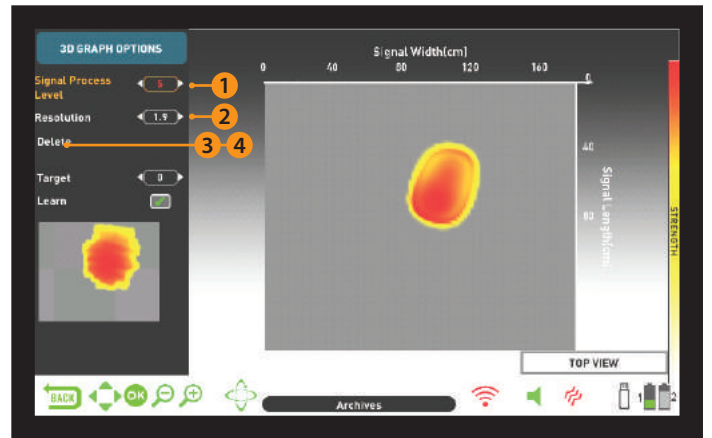 3D GRAPH OPTIONS
Signal Process
Level
5
1
Resolution
1.9
2
Delete
3
4
Target
0
Learn
Signal Width[cm]
0 40 80 120 160
0
40
80
Signal Length[cm]
STRENGTH
TOP VIEW
BACK
OK
Archives
1
2